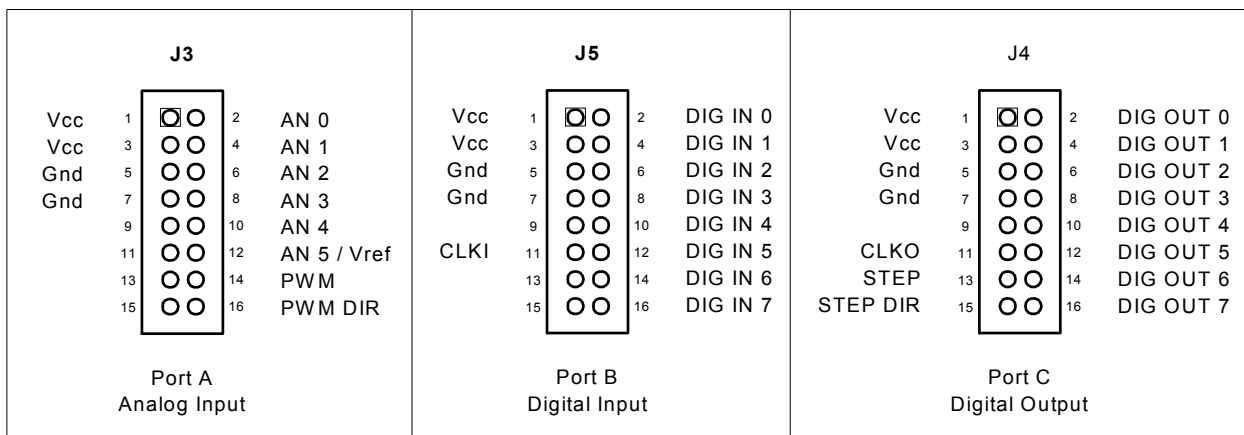 J3
Vcc 1 2 AN 0
Vcc 3 4 AN 1
Gnd 5 6 AN 2
Gnd 7 8 AN 3
9 10 AN 4
11 12 AN 5 / Vref
13 14 PWM
15 16 PWM DIR
Port A
Analog Input
J5
Vcc 1 2 DIG IN 0
Vcc 3 4 DIG IN 1
Gnd 5 6 DIG IN 2
Gnd 7 8 DIG IN 3
9 10 DIG IN 4
CLKI 11 12 DIG IN 5
13 14 DIG IN 6
15 16 DIG IN 7
Port B
Digital Input
J4
Vcc 1 2 DIG OUT 0
Vcc 3 4 DIG OUT 1
Gnd 5 6 DIG OUT 2
Gnd 7 8 DIG OUT 3
9 10 DIG OUT 4
CLKO 11 12 DIG OUT 5
STEP 13 14 DIG OUT 6
STEP DIR 15 16 DIG OUT 7
Port C
Digital Output